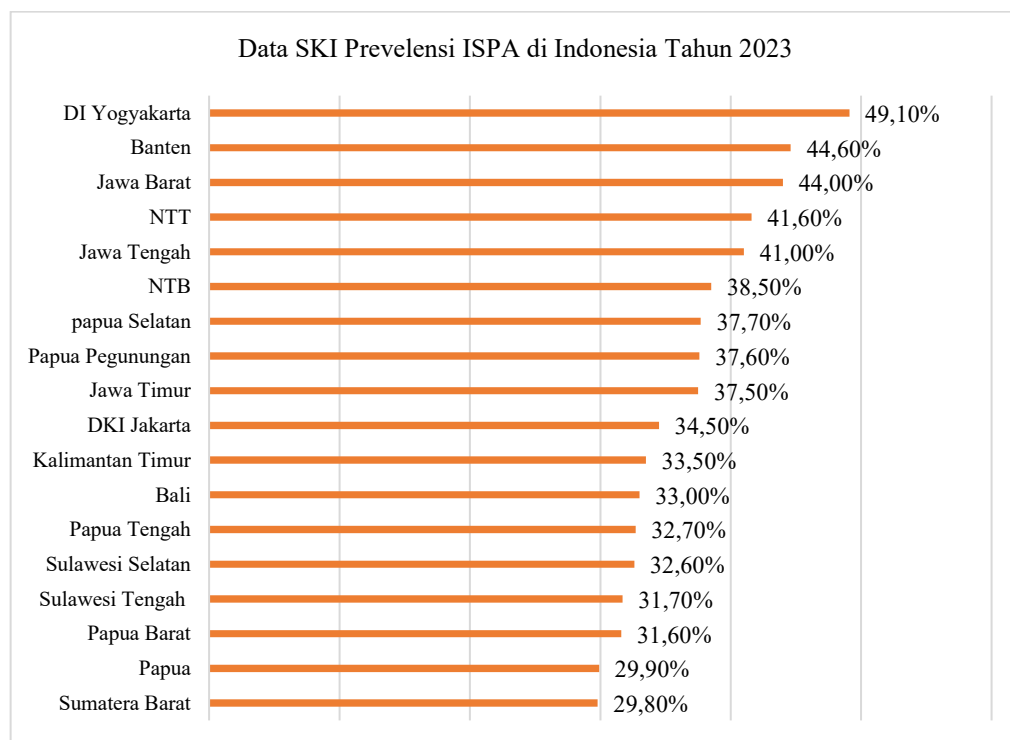 Data SKI Prevelensi ISPA di Indonesia Tahun 2023
DI Yogyakarta 49,10%
Banten 44,60%
Jawa Barat 44,00%
NTT 41,60%
Jawa Tengah 41,00%
NTB 38,50%
papua Selatan 37,70%
Papua Pegunungan 37,60%
Jawa Timur 37,50%
DKI Jakarta 34,50%
Kalimantan Timur 33,50%
Bali 33,00%
Papua Tengah 32,70%
Sulawesi Selatan 32,60%
Sulawesi Tengah 31,70%
Papua Barat 31,60%
Papua 29,90%
Sumatera Barat 29,80%